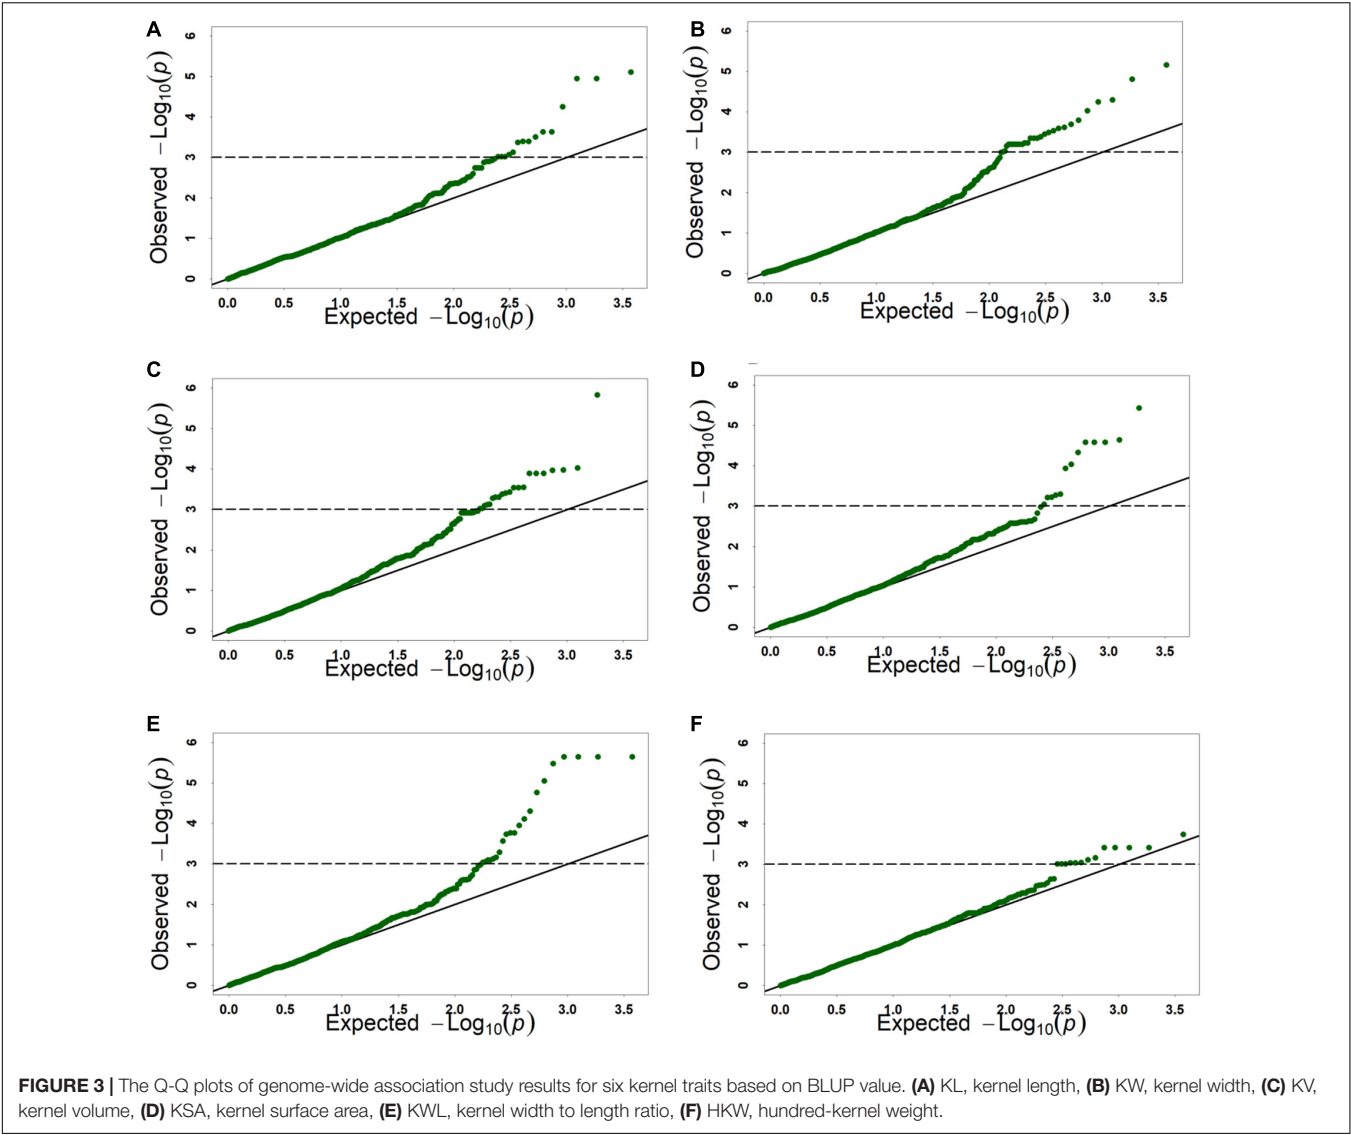 A
Observed −Log10(p)
6
5
4
3
2
1
0
0.0 0.5 1.0 1.5 2.0 2.5 3.0 3.5
Expected −Log10(p)
B
Observed −Log10(p)
6
5
4
3
2
1
0
0.0 0.5 1.0 1.5 2.0 2.5 3.0 3.5
Expected −Log10(p)
C
Observed −Log10(p)
6
5
4
3
2
1
0
0.0 0.5 1.0 1.5 2.0 2.5 3.0 3.5
Expected −Log10(p)
D
Observed −Log10(p)
6
5
4
3
2
1
0
0.0 0.5 1.0 1.5 2.0 2.5 3.0 3.5
Expected −Log10(p)
E
Observed −Log10(p)
6
5
4
3
2
1
0
0.0 0.5 1.0 1.5 2.0 2.5 3.0 3.5
Expected −Log10(p)
F
Observed −Log10(p)
6
5
4
3
2
1
0
0.0 0.5 1.0 1.5 2.0 2.5 3.0 3.5
Expected −Log10(p)
FIGURE 3 | The Q-Q plots of genome-wide association study results for six kernel traits based on BLUP value. (A) KL, kernel length, (B) KW, kernel width, (C) KV,
kernel volume, (D) KSA, kernel surface area, (E) KWL, kernel width to length ratio, (F) HKW, hundred-kernel weight.